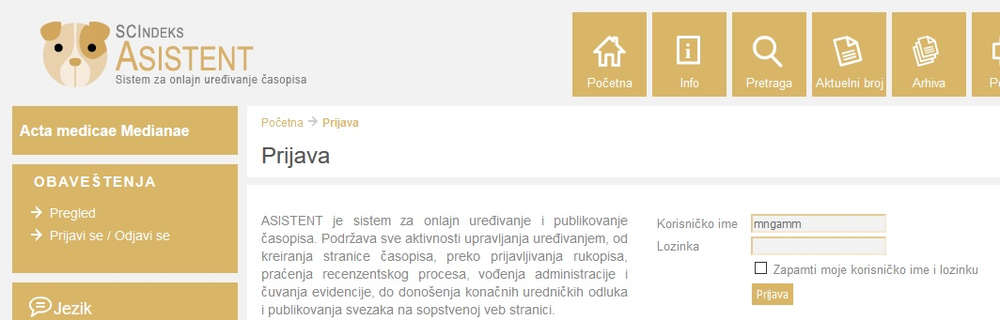 SCINDEKS
ASISTENT
Sistem za onlajn uređivanje časopisa
Početna
Info
Pretraga
Aktuelni broj
Arhiva
Acta medicae Medianae
OBAVEŠTENJA
Pregled
Prijavi se / Odjavi se
Jezik
Početna Prijava
Prijava
ASISTENT je sistem za onlajn uređivanje i publikovanje
časopisa. Podržava sve aktivnosti upravljanja uređivanjem, od
kreiranja stranice časopisa, preko prijavljivanja rukopisa,
praćenja recenzentskog procesa, vođenja administracije i
čuvanja evidencije, do donošenja konačnih uredničkih odluka
i publikovanja svezaka na sopstvenoj veb stranici.
Korisničko ime mngamm
Lozinka
Zapamti moje korisničko ime i lozinku
Prijava